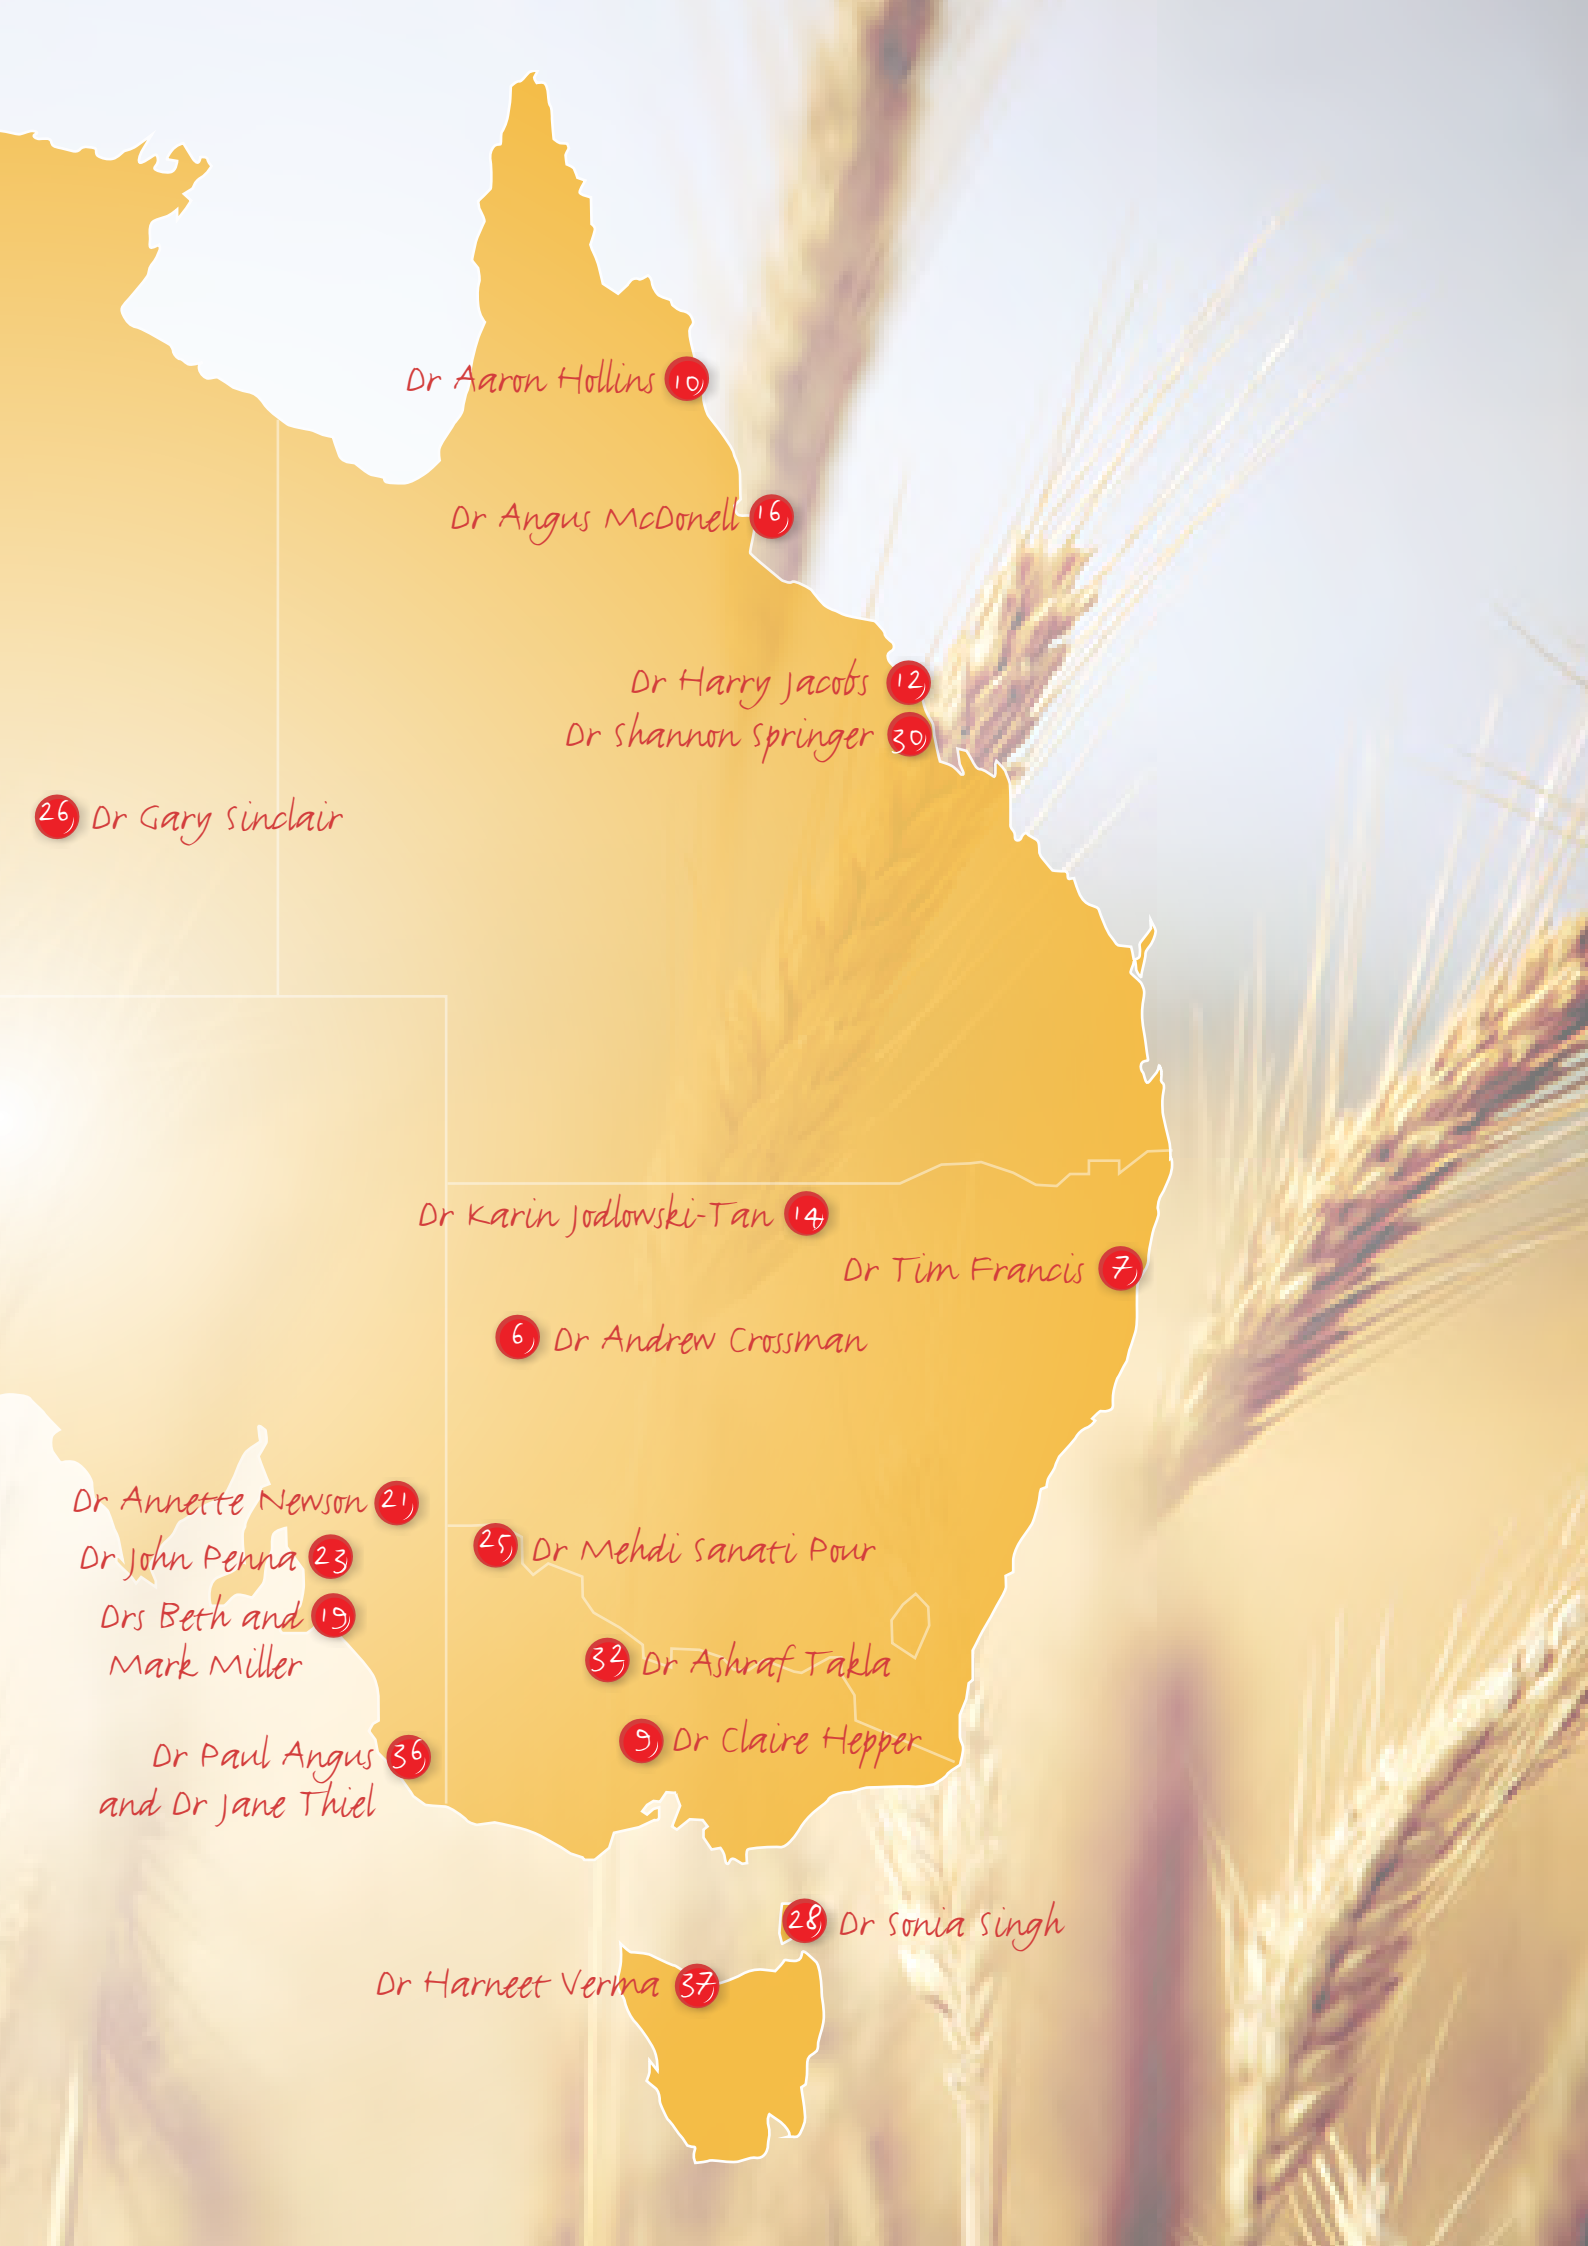 Dr Aaron Hollins 10
Dr Angus McDonell 16
Dr Harry Jacobs 12
Dr Shannon Springer 30
26 Dr Gary Sinclair
Dr Karin Jodlowski-Tan 14
Dr Tim Francis 7
6 Dr Andrew Crossman
Dr Annette Newson 21
25 Dr Mehdi Sanati Pour
Dr John Penna 23
Drs Beth and 19
Mark Miller
32 Dr Ashraf Takla
9 Dr Claire Hepper
Dr Paul Angus 36
and Dr Jane Thiel
28 Dr Sonia Singh
Dr Harneet Verma 37